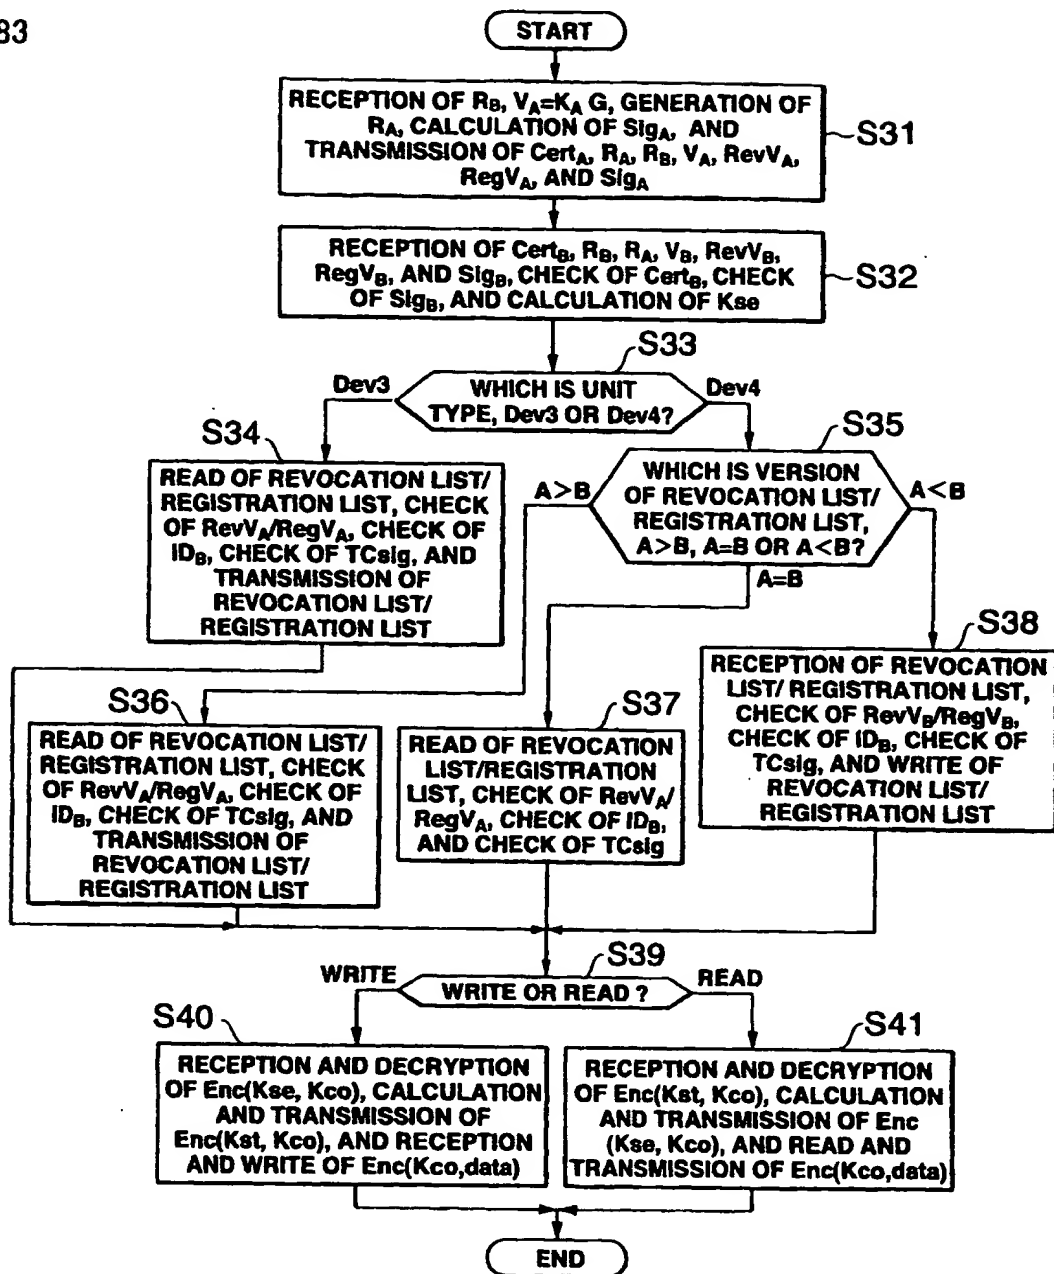 83
START
RECEPTION OF R_B, V_A=K_A G, GENERATION OF
R_A, CALCULATION OF Sig_A, AND
TRANSMISSION OF Cert_A, R_A, R_B, V_A, RevV_A,
RegV_A, AND Sig_A
S31
RECEPTION OF Cert_B, R_B, R_A, V_B, RevV_B,
RegV_B, AND Sig_B, CHECK OF Cert_B, CHECK
OF Sig_B, AND CALCULATION OF Kse
S32
S33
WHICH IS UNIT
TYPE, Dev3 OR Dev4?
Dev3
Dev4
S34
READ OF REVOCATION LIST/
REGISTRATION LIST, CHECK
OF RevV_A/RegV_A, CHECK OF
ID_B, CHECK OF TCsig, AND
TRANSMISSION OF
REVOCATION LIST/
REGISTRATION LIST
S35
WHICH IS VERSION
OF REVOCATION LIST/
REGISTRATION LIST,
A>B, A=B OR A<B?
A>B
A<B
A=B
S36
READ OF REVOCATION LIST/
REGISTRATION LIST, CHECK
OF RevV_A/RegV_A, CHECK OF
ID_B, CHECK OF TCsig, AND
TRANSMISSION OF
REVOCATION LIST/
REGISTRATION LIST
S37
READ OF REVOCATION
LIST/REGISTRATION
LIST, CHECK OF RevV_A/
RegV_A, CHECK OF ID_B,
AND CHECK OF TCsig
S38
RECEPTION OF REVOCATION
LIST/ REGISTRATION LIST,
CHECK OF RevV_B/RegV_B,
CHECK OF ID_B, CHECK OF
TCsig, AND WRITE OF
REVOCATION LIST/
REGISTRATION LIST
S39
WRITE OR READ ?
WRITE
READ
S40
RECEPTION AND DECRYPTION
OF Enc(Kse, Kco), CALCULATION
AND TRANSMISSION OF
Enc(Kst, Kco), AND RECEPTION
AND WRITE OF Enc(Kco,data)
S41
RECEPTION AND DECRYPTION
OF Enc(Kst, Kco), CALCULATION
AND TRANSMISSION OF Enc
(Kse, Kco), AND READ AND
TRANSMISSION OF Enc(Kco,data)
END